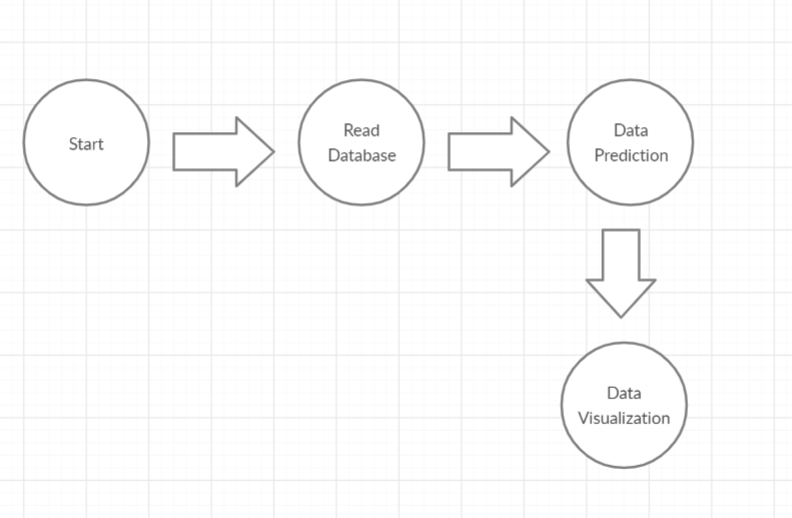 Start
Read
Database
Data
Prediction
Data
Visualization